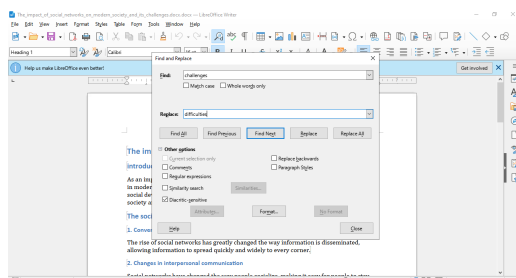 The_impact_of_social_networks_on_modern_society_and_its_challenges.docx.docx — LibreOffice Writer
File Edit View Insert Format Styles Table Form Tools Window Help
Heading 1 Calibri
Help us make LibreOffice even better! Get involved
Find and Replace
Find: challenges
Match case Whole words only
Replace: difficulties
Find All Find Previous Find Next Replace Replace All
Other options
Current selection only Replace backwards
Comments Paragraph Styles
Regular expressions
Similarity search Similarities...
Diacritic-sensitive
Attributes... Format... No Format
Help Close
The im
Introdu
As an imp
in moder
social de
society a
The soci
1. Conve
The rise of social networks has greatly changed the way information is disseminated,
allowing information to spread quickly and widely to every corner.
2. Changes in interpersonal communication